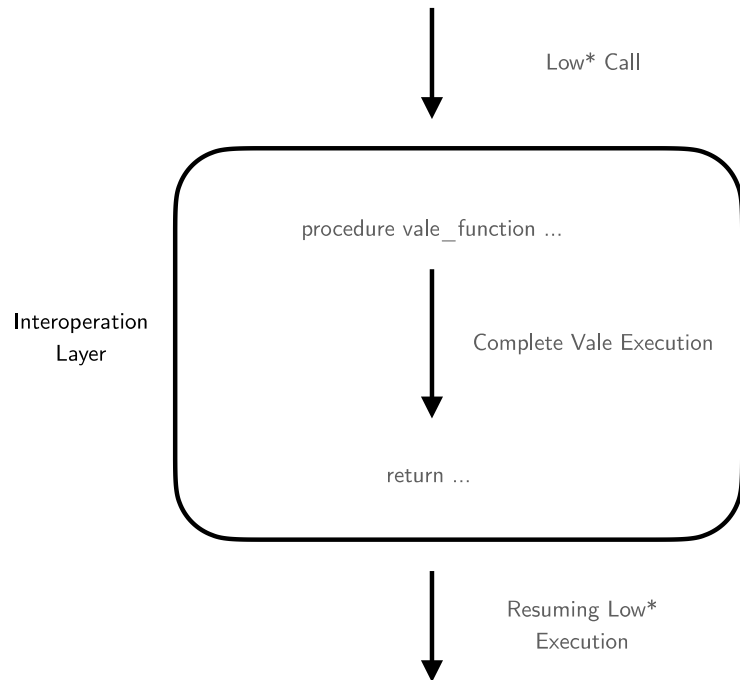 Low* Call
procedure vale_function ...
Interoperation
Layer
Complete Vale Execution
return ...
Resuming Low*
Execution